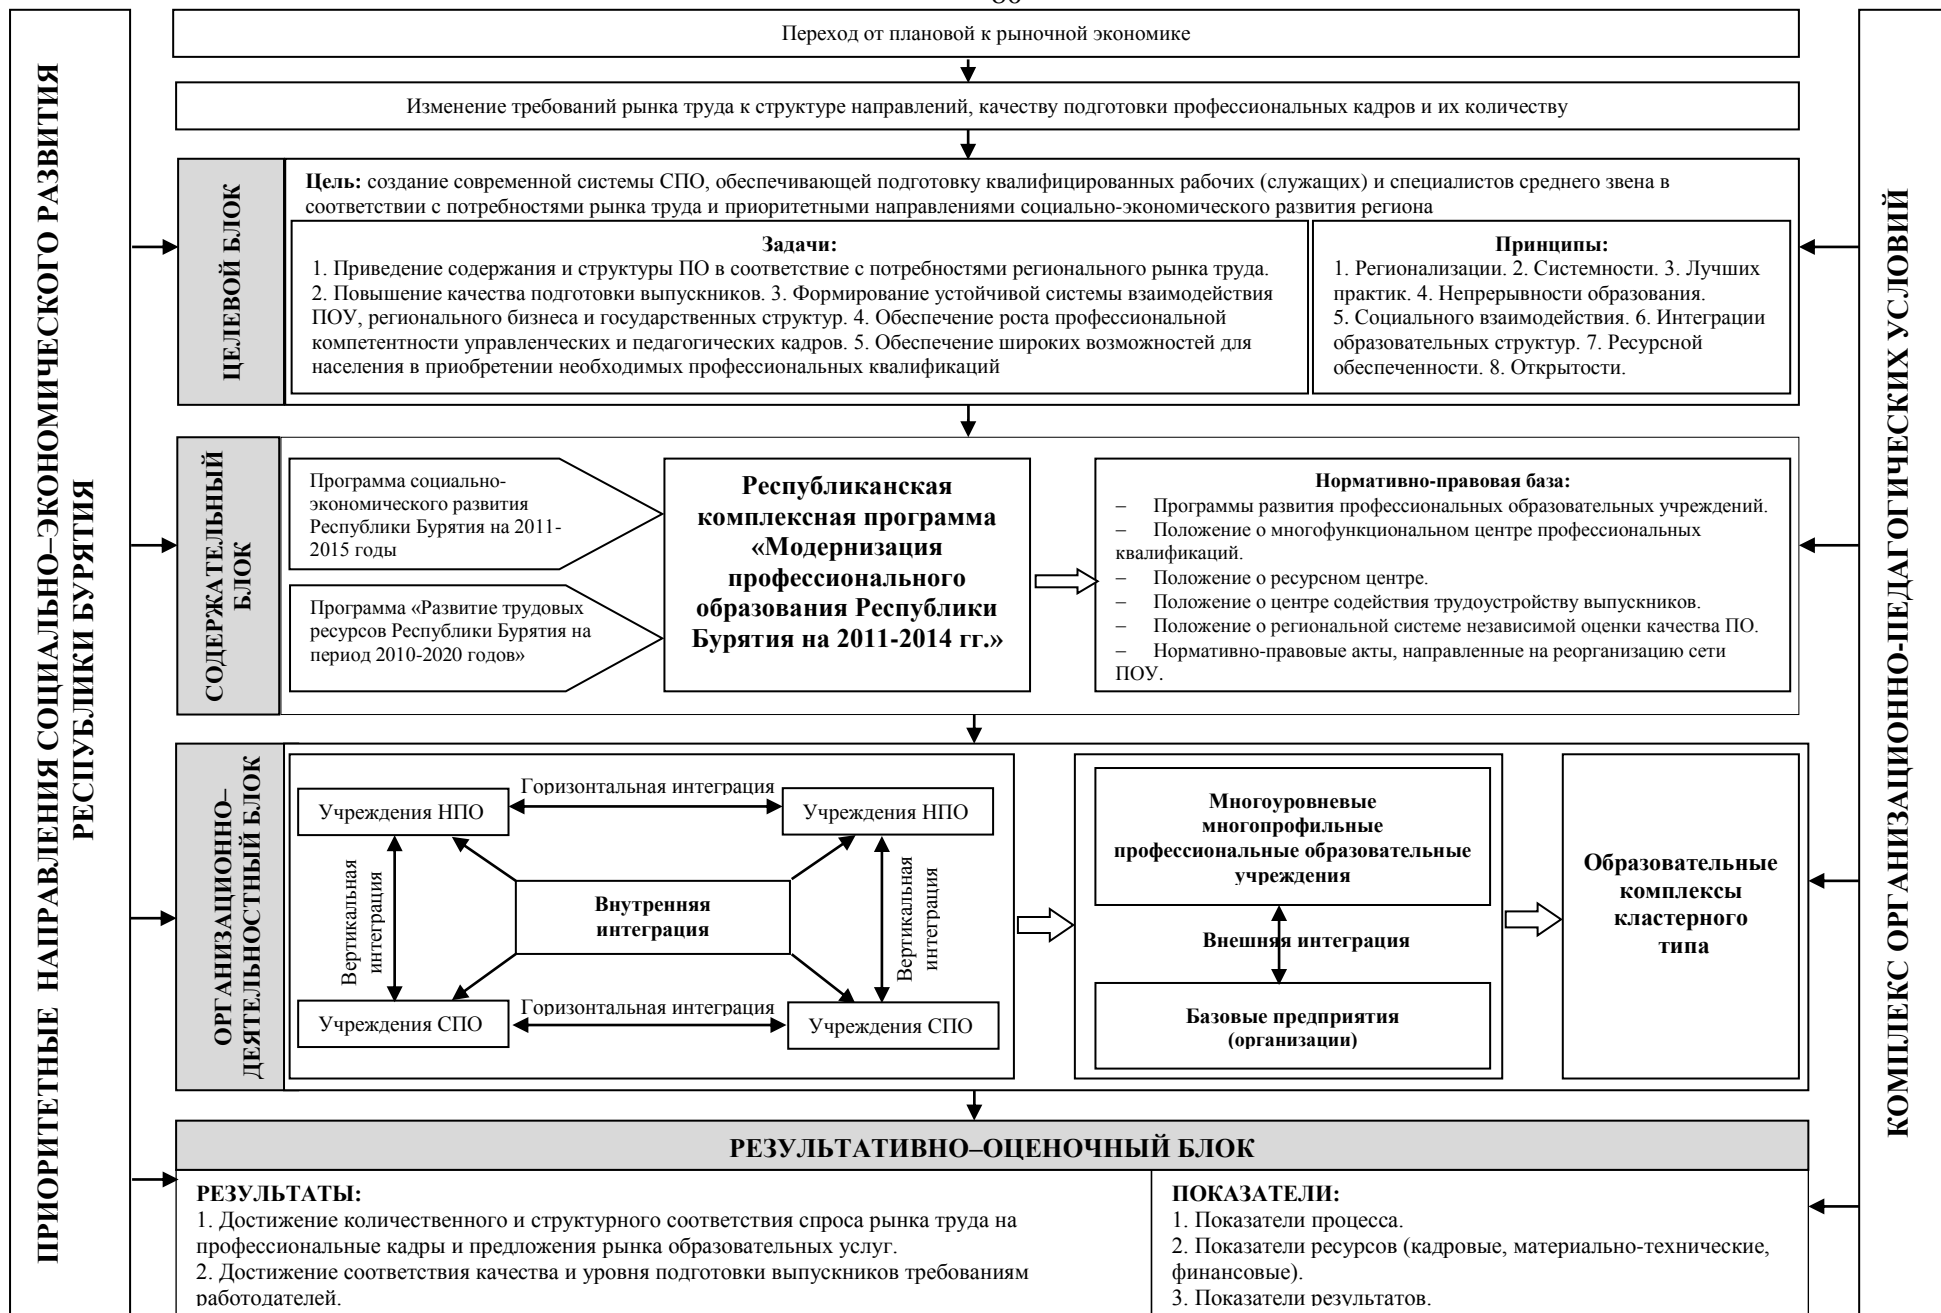 Переход от плановой к рыночной экономике
Изменение требований рынка труда к структуре направлений, качеству подготовки профессиональных кадров и их количеству
ПРИОРИТЕТНЫЕ НАПРАВЛЕНИЯ СОЦИАЛЬНО–ЭКОНОМИЧЕСКОГО РАЗВИТИЯ
РЕСПУБЛИКИ БУРЯТИЯ
ЦЕЛЕВОЙ БЛОК
Цель: создание современной системы СПО, обеспечивающей подготовку квалифицированных рабочих (служащих) и специалистов среднего звена в
соответствии с потребностями рынка труда и приоритетными направлениями социально-экономического развития региона
Задачи:
1. Приведение содержания и структуры ПО в соответствие с потребностями регионального рынка труда.
2. Повышение качества подготовки выпускников. 3. Формирование устойчивой системы взаимодействия
ПОУ, регионального бизнеса и государственных структур. 4. Обеспечение роста профессиональной
компетентности управленческих и педагогических кадров. 5. Обеспечение широких возможностей для
населения в приобретении необходимых профессиональных квалификаций
Принципы:
1. Регионализации. 2. Системности. 3. Лучших
практик. 4. Непрерывности образования.
5. Социального взаимодействия. 6. Интеграции
образовательных структур. 7. Ресурсной
обеспеченности. 8. Открытости.
СОДЕРЖАТЕЛЬНЫЙ
БЛОК
Программа социально-
экономического развития
Республики Бурятия на 2011-
2015 годы
Программа «Развитие трудовых
ресурсов Республики Бурятия на
период 2010-2020 годов»
Республиканская
комплексная программа
«Модернизация
профессионального
образования Республики
Бурятия на 2011-2014 гг.»
Нормативно-правовая база:
– Программы развития профессиональных образовательных учреждений.
– Положение о многофункциональном центре профессиональных
квалификаций.
– Положение о ресурсном центре.
– Положение о центре содействия трудоустройству выпускников.
– Положение о региональной системе независимой оценки качества ПО.
– Нормативно-правовые акты, направленные на реорганизацию сети
ПОУ.
ОРГАНИЗАЦИОННО–
ДЕЯТЕЛЬНОСТНЫЙ БЛОК
Горизонтальная интеграция
Учреждения НПО
Учреждения НПО
Вертикальная
интеграция
Внутренняя
интеграция
Вертикальная
интеграция
Горизонтальная интеграция
Учреждения СПО
Учреждения СПО
Многоуровневые
многопрофильные
профессиональные образовательные
учреждения
Внешняя интеграция
Базовые предприятия
(организации)
Образовательные
комплексы
кластерного
типа
РЕЗУЛЬТАТИВНО–ОЦЕНОЧНЫЙ БЛОК
РЕЗУЛЬТАТЫ:
1. Достижение количественного и структурного соответствия спроса рынка труда на
профессиональные кадры и предложения рынка образовательных услуг.
2. Достижение соответствия качества и уровня подготовки выпускников требованиям
работодателей.
ПОКАЗАТЕЛИ:
1. Показатели процесса.
2. Показатели ресурсов (кадровые, материально-технические,
финансовые).
3. Показатели результатов.
КОМПЛЕКС ОРГАНИЗАЦИОННО-ПЕДАГОГИЧЕСКИХ УСЛОВИЙ